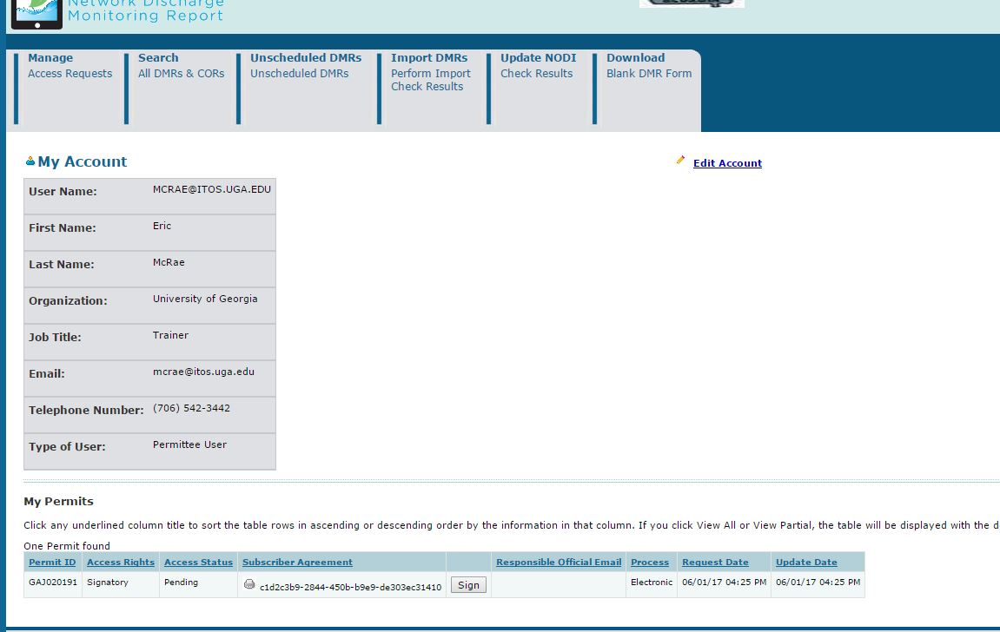 Network Discharge
Monitoring Report
Manage
Access Requests
Search
All DMRs & CORs
Unscheduled DMRs
Unscheduled DMRs
Import DMRs
Perform Import
Check Results
Update NODI
Check Results
Download
Blank DMR Form
My Account
Edit Account
User Name: MCRAE@ITOS.UGA.EDU
First Name: Eric
Last Name: McRae
Organization: University of Georgia
Job Title: Trainer
Email: mcrae@itos.uga.edu
Telephone Number: (706) 542-3442
Type of User: Permittee User
My Permits
Click any underlined column title to sort the table rows in ascending or descending order by the information in that column. If you click View All or View Partial, the table will be displayed with the d
One Permit found
Permit ID Access Rights Access Status Subscriber Agreement Responsible Official Email Process Request Date Update Date
GAJ020191 Signatory Pending c1d2c3b9-2844-450b-b9e9-de303ec31410 Sign Electronic 06/01/17 04:25 PM 06/01/17 04:25 PM